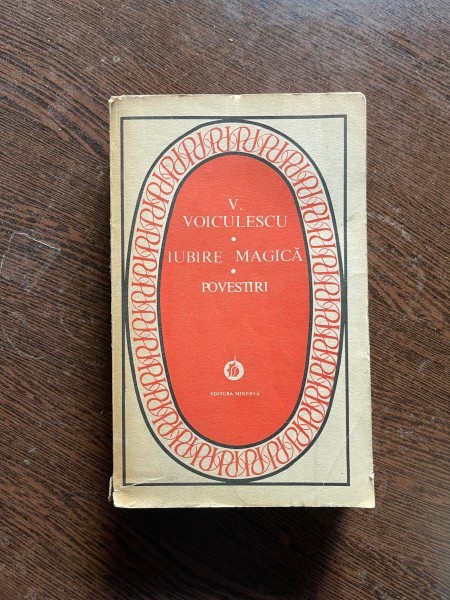 V.
VOICULESCU
•
IUBIRE MAGICĂ
•
POVESTIRI
EDITURA MINERVA